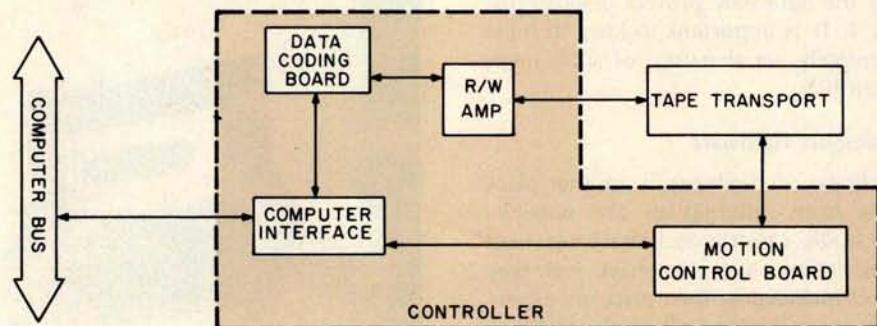 DATA
CODING
BOARD
R/W
AMP
TAPE TRANSPORT
COMPUTER BUS
COMPUTER
INTERFACE
MOTION
CONTROL BOARD
CONTROLLER